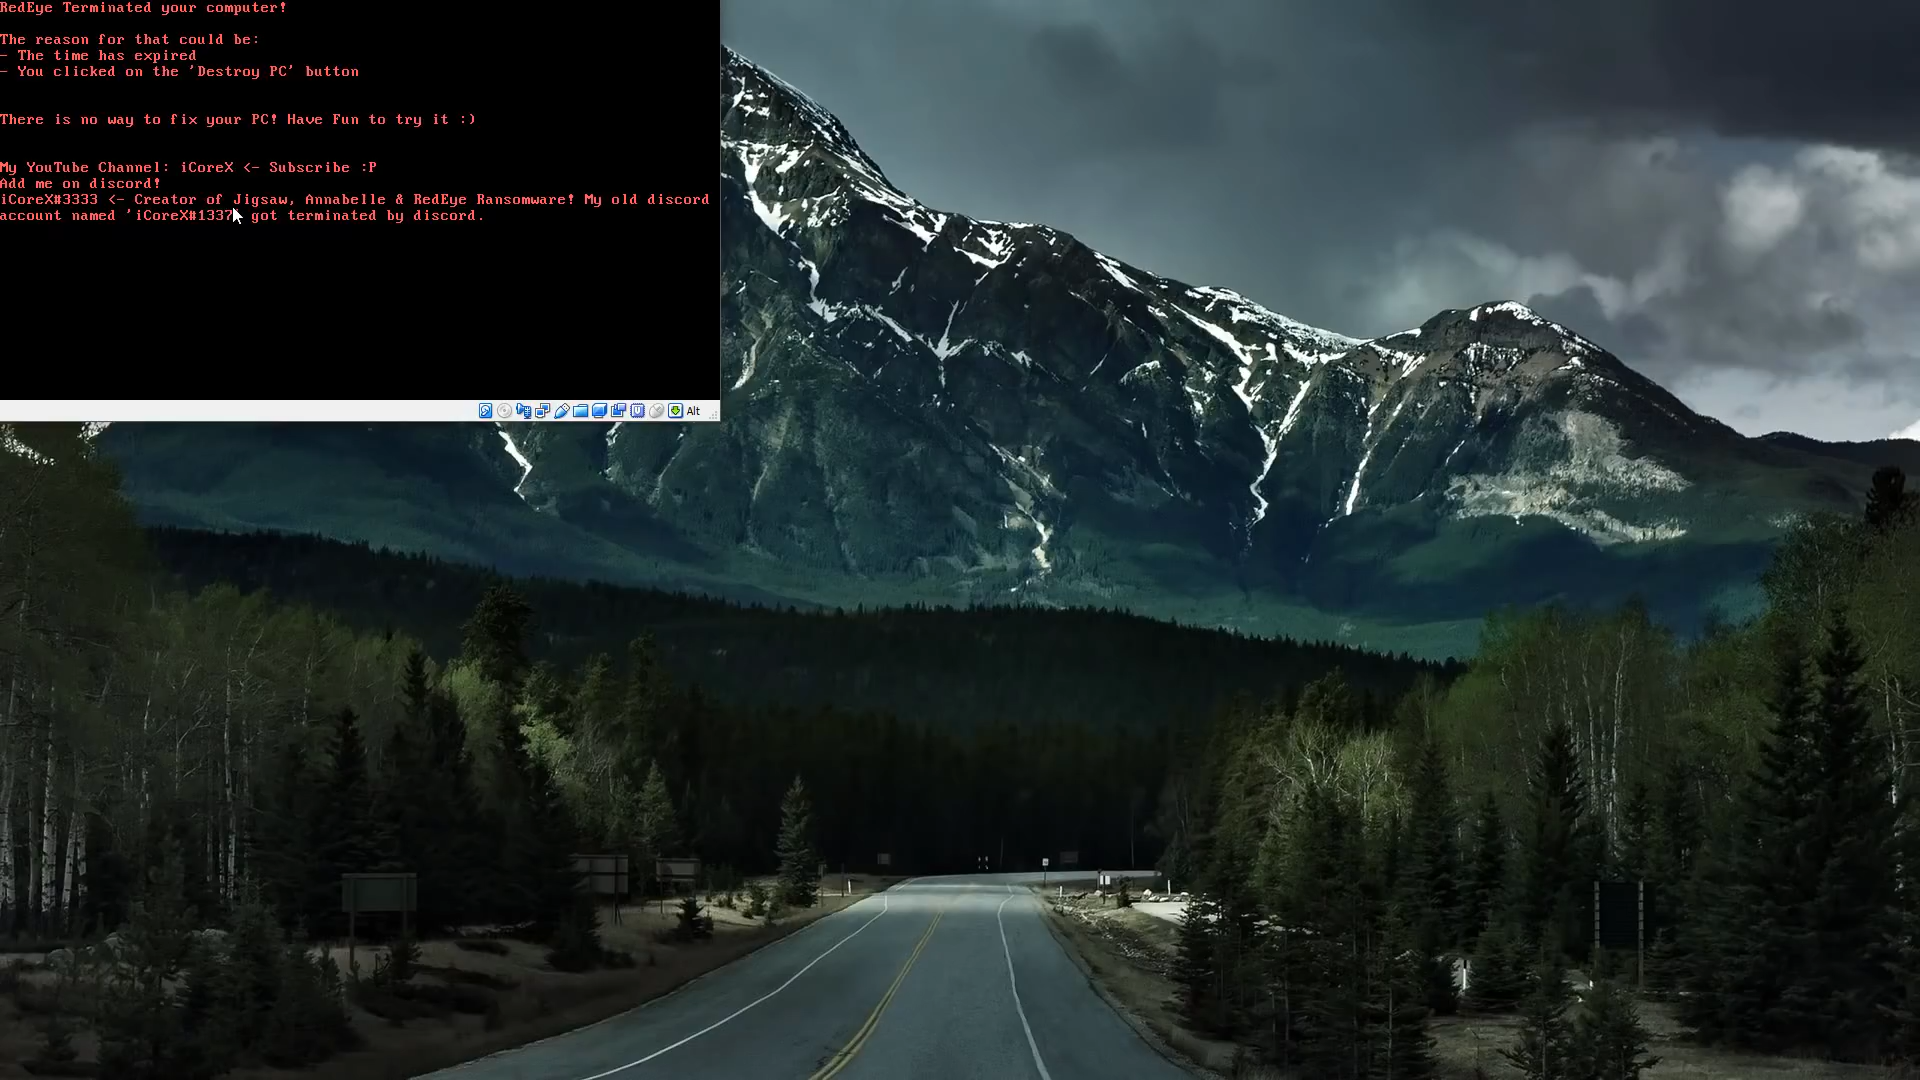 RedEye Terminated your computer!
The reason for that could be:
- The time has expired
- You clicked on the 'Destroy PC' button
There is no way to fix your PC! Have Fun to try it :)
My YouTube Channel: iCoreX <- Subscribe :P
Add me on discord!
iCoreX#3333 <- Creator of Jigsaw, Annabelle & RedEye Ransomware! My old discord
account named 'iCoreX#1337' got terminated by discord.
Alt